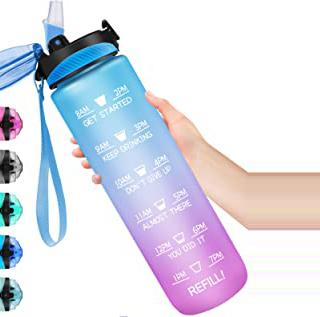 8AM 2PM
GET STARTED
9AM 3PM
KEEP DRINKING
10AM 4PM
DON'T GIVE UP
11AM 5PM
ALMOST THERE
12PM 6PM
YOU DID IT
1PM 7PM
REFILL!